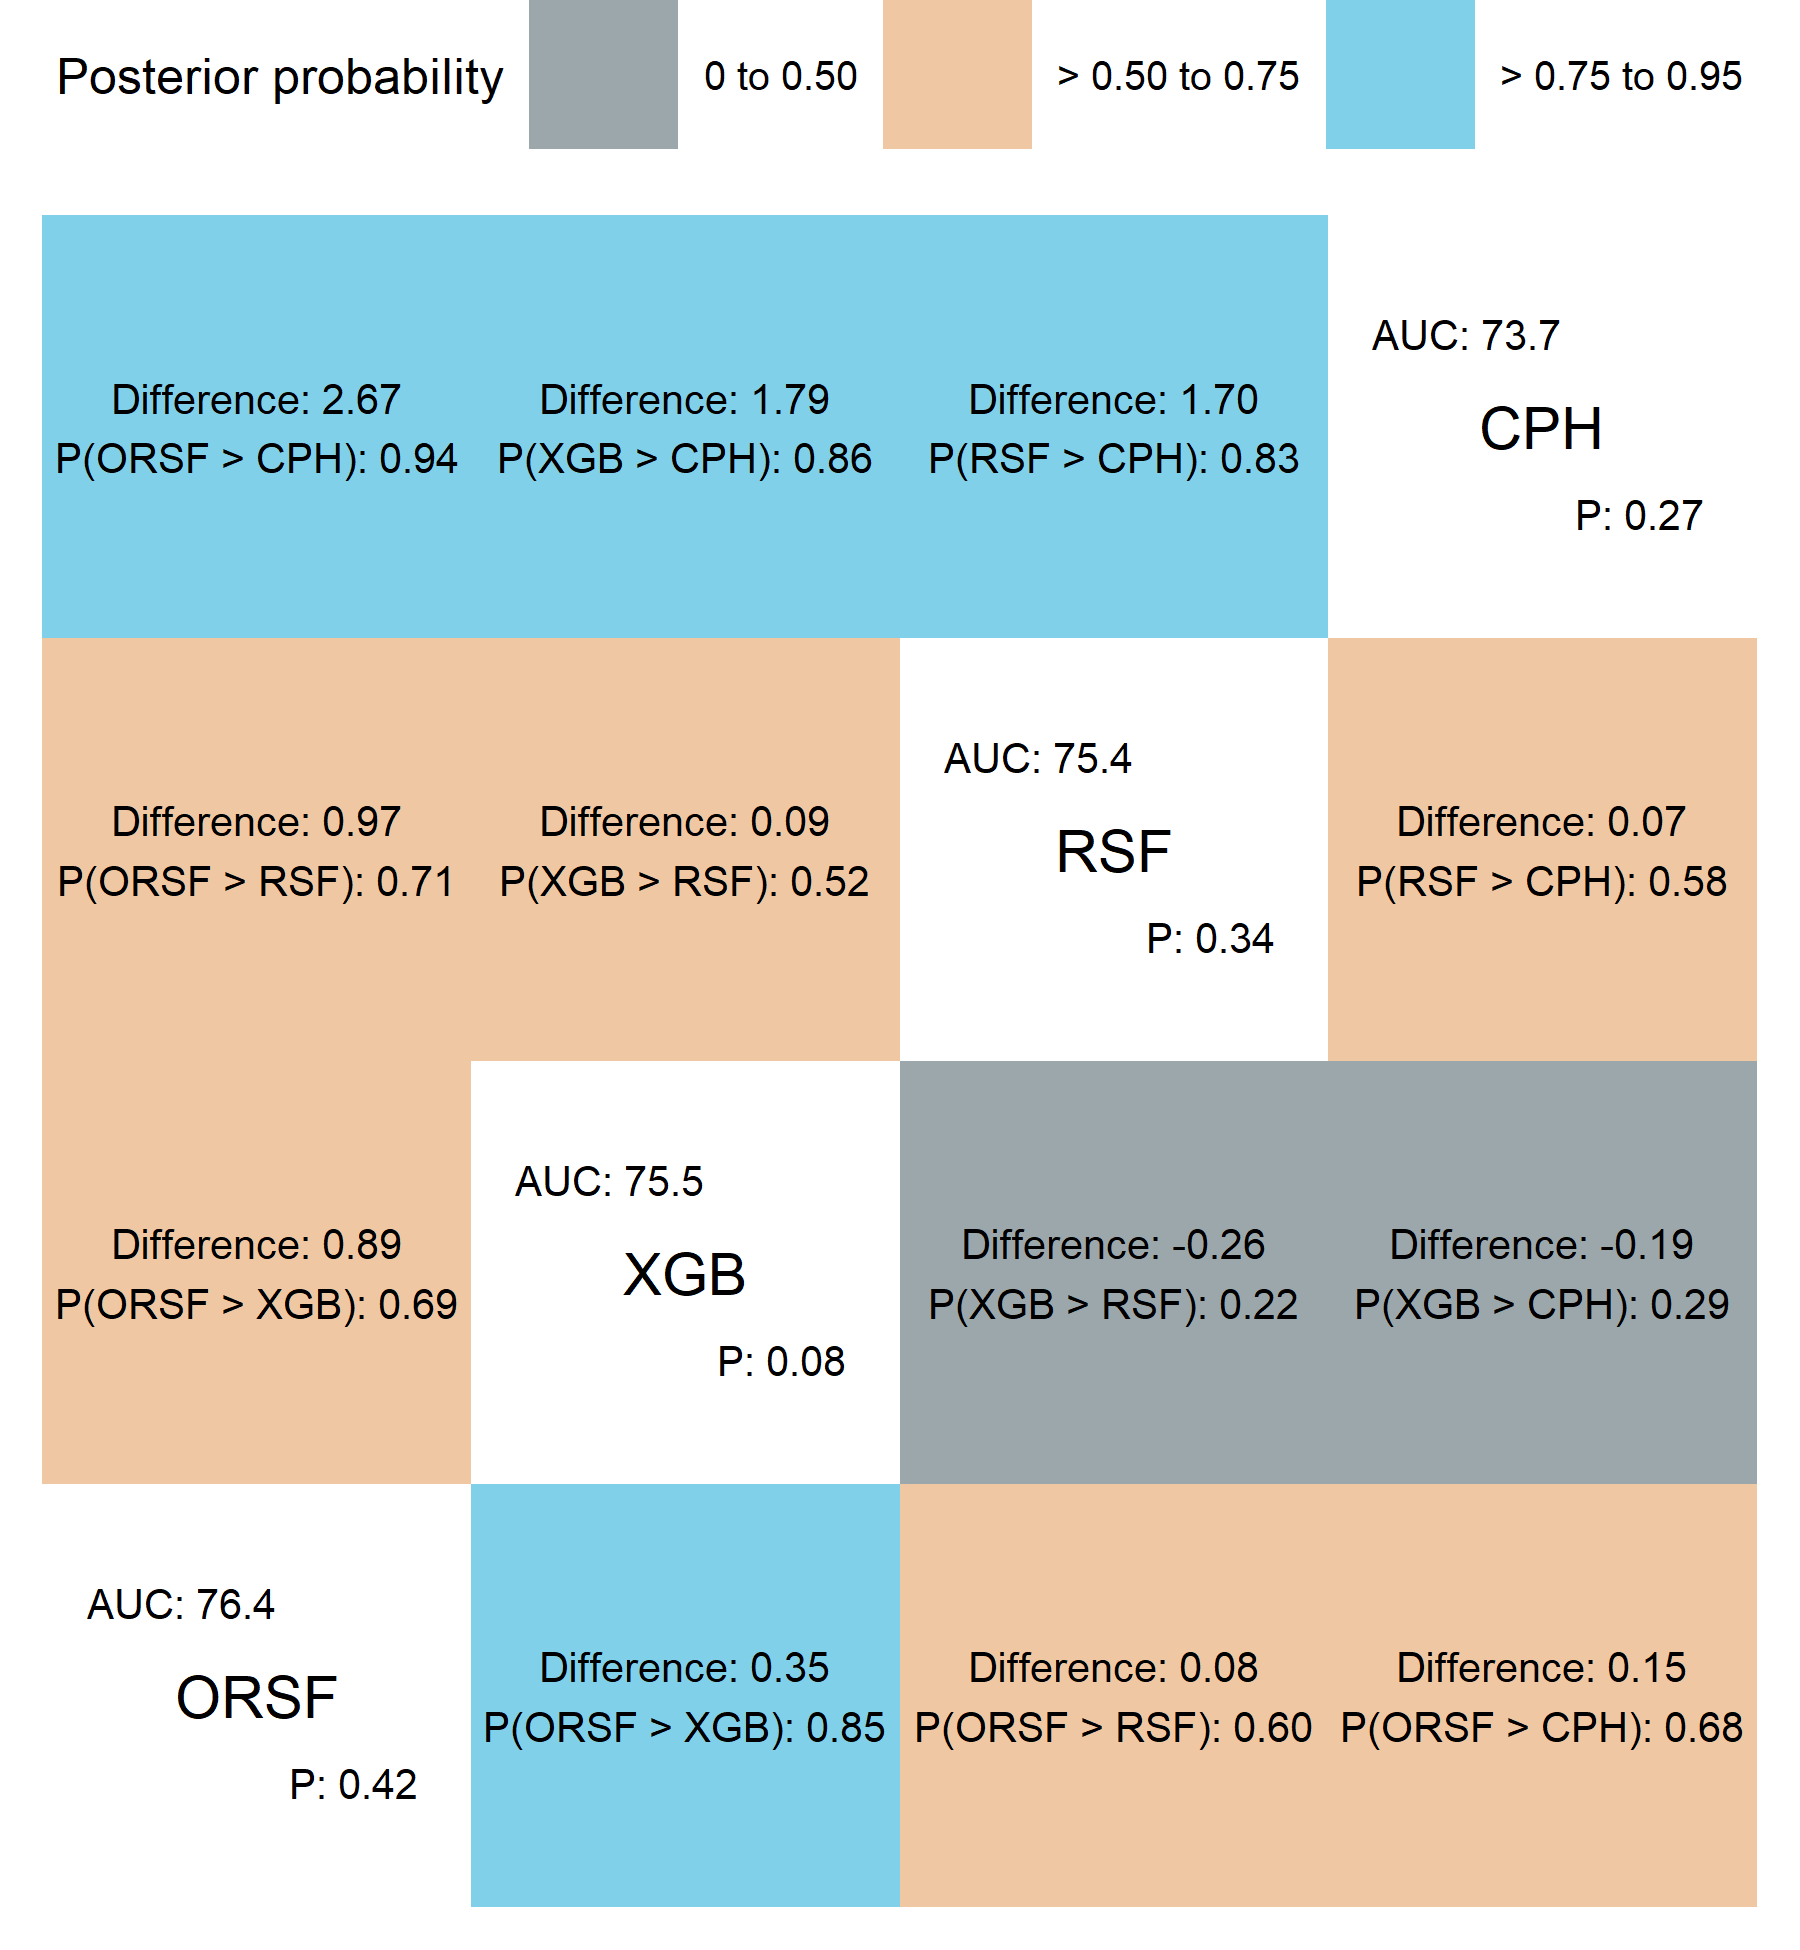 Posterior probability 0 to 0.50 > 0.50 to 0.75 > 0.75 to 0.95
Difference: 2.67
P(ORSF > CPH): 0.94
Difference: 1.79
P(XGB > CPH): 0.86
Difference: 1.70
P(RSF > CPH): 0.83
AUC: 73.7
CPH
P: 0.27
Difference: 0.97
P(ORSF > RSF): 0.71
Difference: 0.09
P(XGB > RSF): 0.52
AUC: 75.4
RSF
P: 0.34
Difference: 0.07
P(RSF > CPH): 0.58
Difference: 0.89
P(ORSF > XGB): 0.69
AUC: 75.5
XGB
P: 0.08
Difference: -0.26
P(XGB > RSF): 0.22
Difference: -0.19
P(XGB > CPH): 0.29
AUC: 76.4
ORSF
P: 0.42
Difference: 0.35
P(ORSF > XGB): 0.85
Difference: 0.08
P(ORSF > RSF): 0.60
Difference: 0.15
P(ORSF > CPH): 0.68